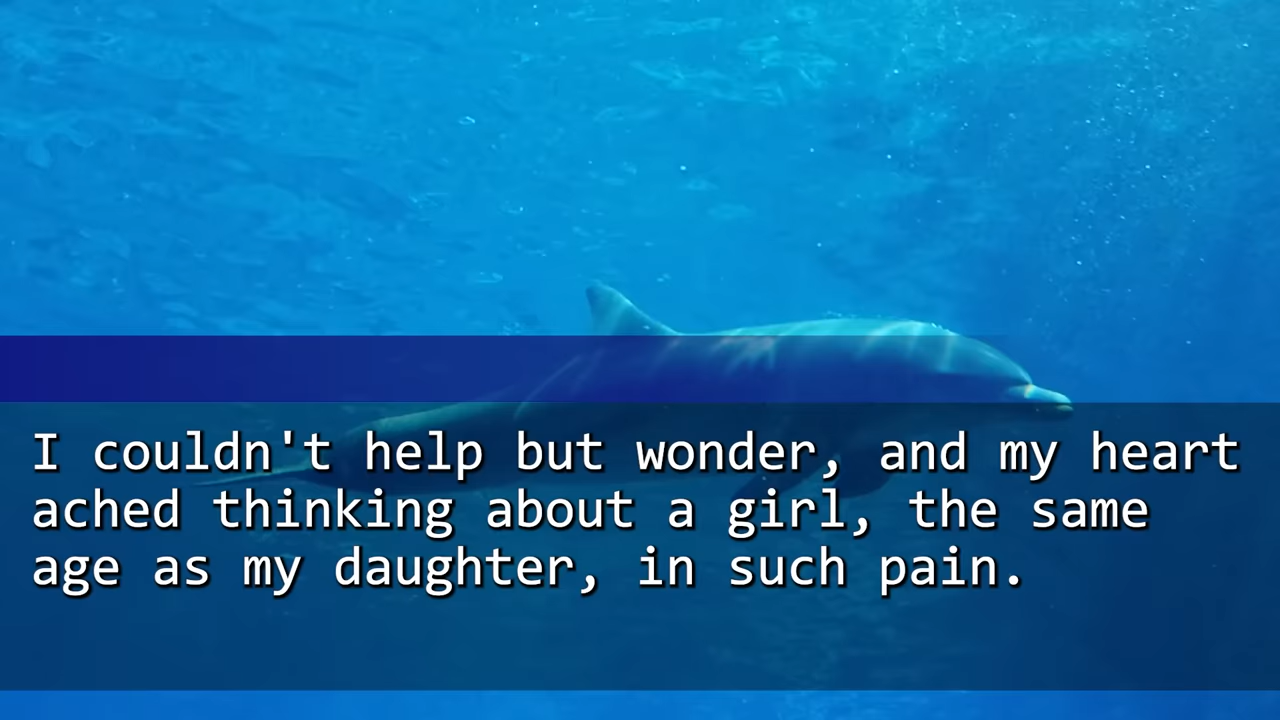 I couldn't help but wonder, and my heart
ached thinking about a girl, the same
age as my daughter, in such pain.